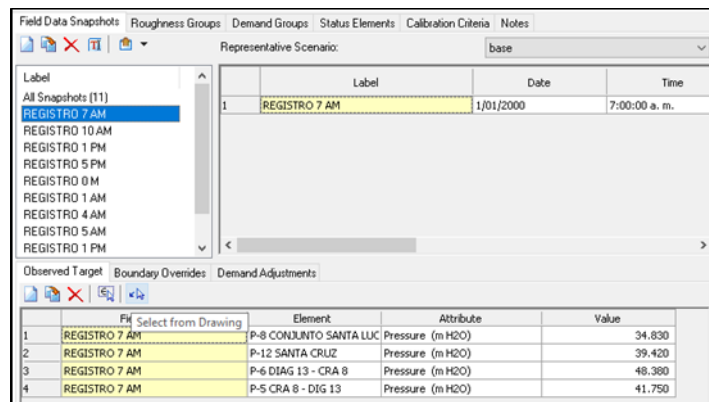 Field Data Snapshots Roughness Groups Demand Groups Status Elements Calibration Criteria Notes
Representative Scenario: base
Label
All Snapshots (11)
REGISTRO 7 AM
REGISTRO 10 AM
REGISTRO 1 PM
REGISTRO 5 PM
REGISTRO 0 M
REGISTRO 1 AM
REGISTRO 4 AM
REGISTRO 5 AM
REGISTRO 1 PM
Label Date Time
1 REGISTRO 7 AM 1/01/2000 7:00:00 a. m.
Observed Target Boundary Overrides Demand Adjustments
Fie Element Attribute Value
Select from Drawing
1 REGISTRO 7 AM P-8 CONJUNTO SANTA LUC Pressure (m H2O) 34.830
2 REGISTRO 7 AM P-12 SANTA CRUZ Pressure (m H2O) 39.420
3 REGISTRO 7 AM P-6 DIAG 13 - CRA 8 Pressure (m H2O) 48.380
4 REGISTRO 7 AM P-5 CRA 8 - DIG 13 Pressure (m H2O) 41.750